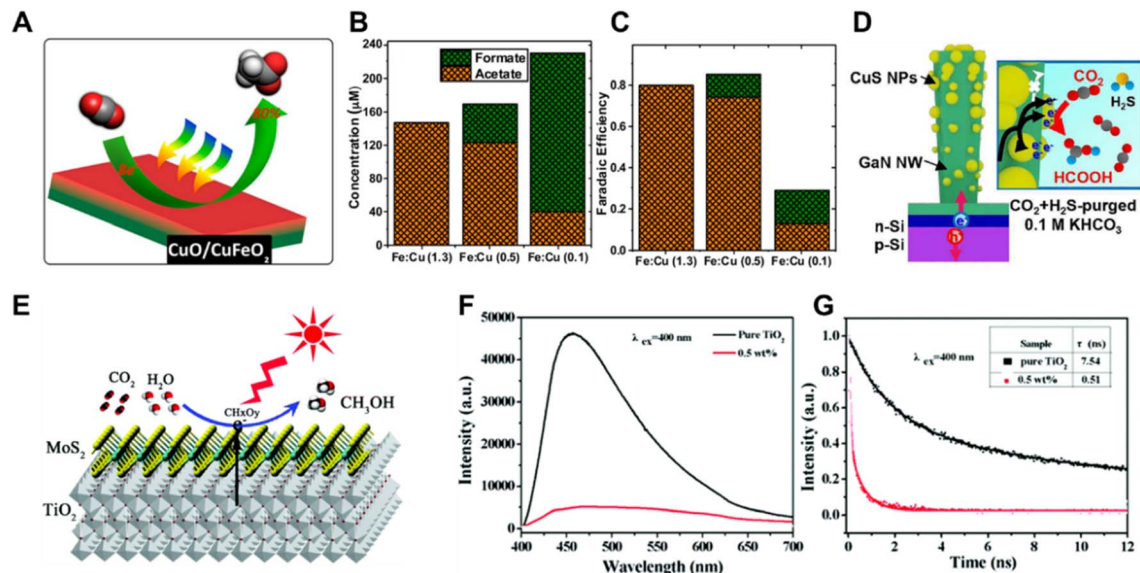 A
8e⁻
80%
CuO/CuFeO₂
B
Concentration (μM)
240
200
160
120
80
40
0
Formate
Acetate
Fe:Cu (1.3) Fe:Cu (0.5) Fe:Cu (0.1)
C
Faradaic Efficiency
0.8
0.6
0.4
0.2
0.0
Fe:Cu (1.3) Fe:Cu (0.5) Fe:Cu (0.1)
D
CuS NPs
GaN NW
n-Si
p-Si
e⁻
h⁺
CO₂
H₂S
HCOOH
CO₂+H₂S-purged
0.1 M KHCO₃
E
CO₂ H₂O
CHxOy
CH₃OH
MoS₂
TiO₂
F
Intensity (a.u.)
50000
40000
30000
20000
10000
0
λ ex=400 nm
Pure TiO₂
0.5 wt%
400 450 500 550 600 650 700
Wavelength (nm)
G
Intensity (a.u.)
1.0
0.8
0.6
0.4
0.2
0.0
λ ex=400 nm
Sample τ (ns)
pure TiO₂ 7.54
0.5 wt% 0.51
0 2 4 6 8 10 12
Time (ns)